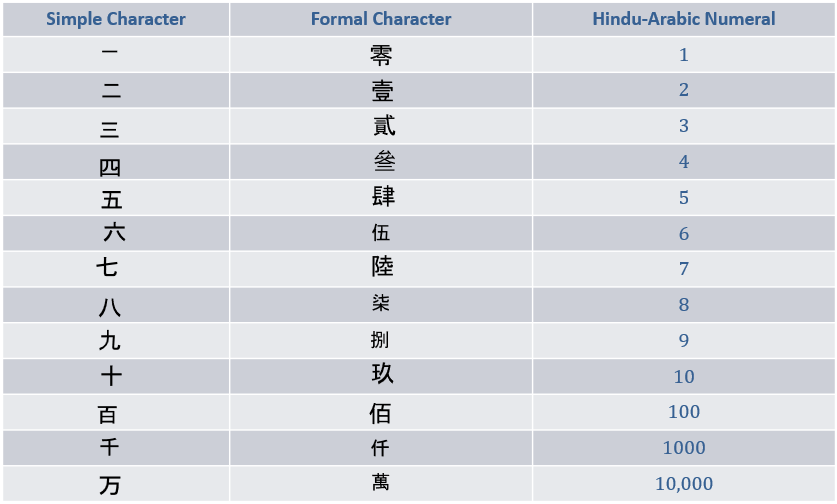 Simple Character Formal Character Hindu-Arabic Numeral
一 零 1
二 壹 2
三 貳 3
四 叄 4
五 肆 5
六 伍 6
七 陸 7
八 柒 8
九 捌 9
十 玖 10
百 佰 100
千 仟 1000
万 萬 10,000